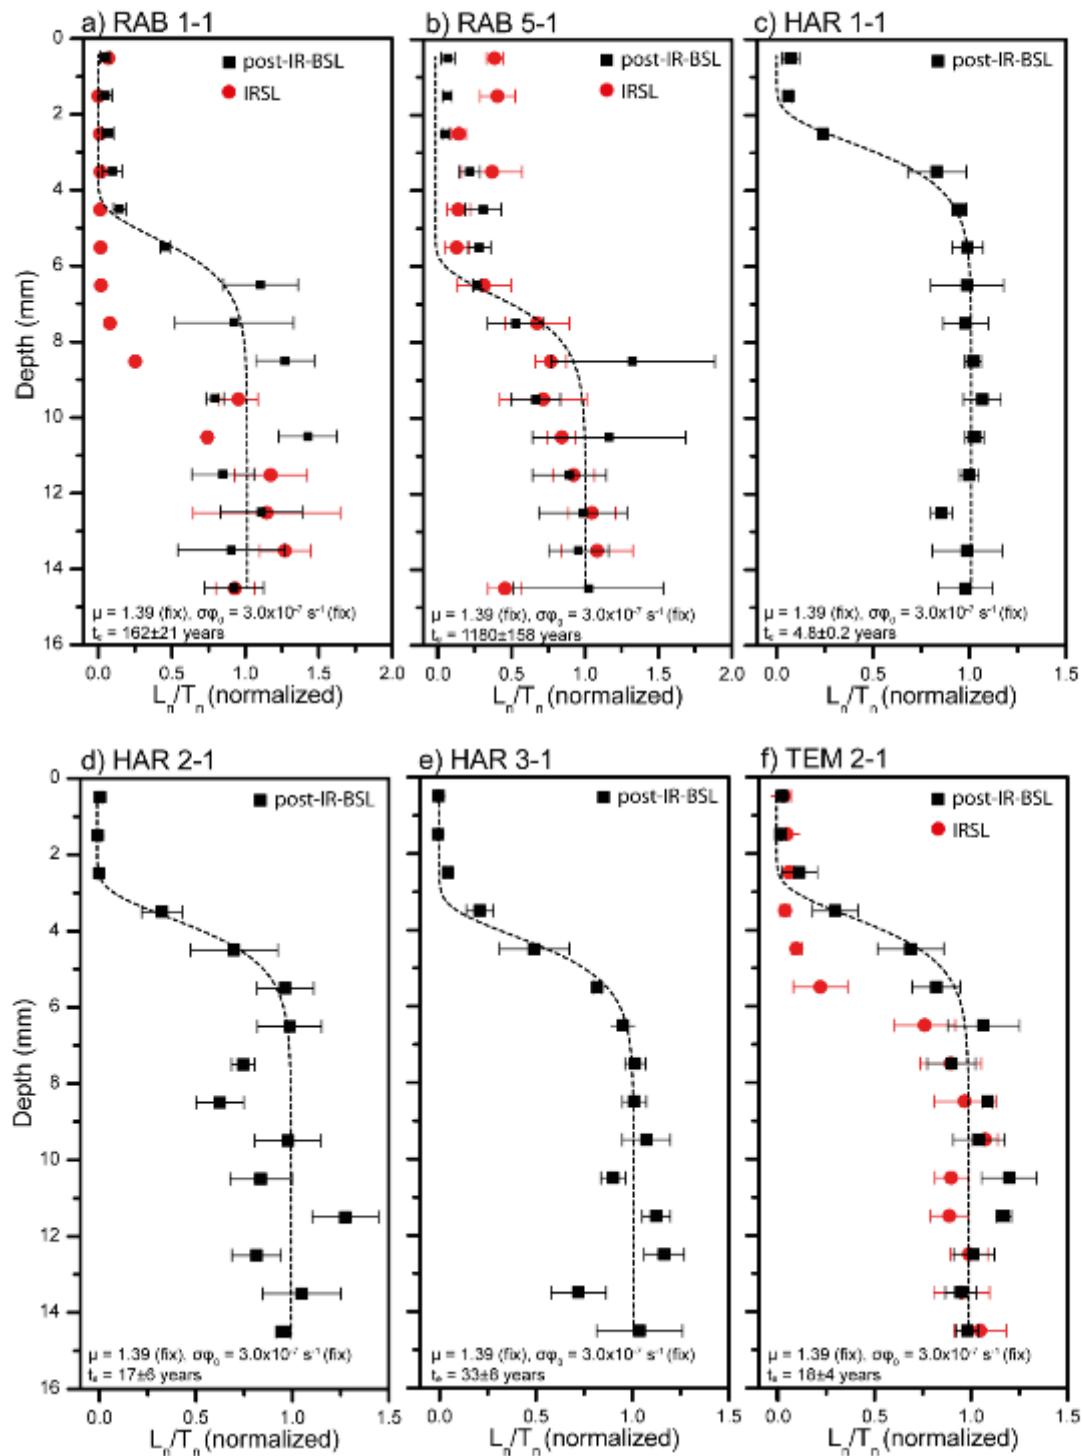 a) RAB 1-1
b) RAB 5-1
c) HAR 1-1
0
2
4
6
8
10
12
14
16
Depth (mm)
post-IR-BSL
IRSL
post-IR-BSL
IRSL
post-IR-BSL
μ = 1.39 (fix), σφ₀ = 3.0x10⁻⁷ s⁻¹ (fix)
tₑ = 162±21 years
μ = 1.39 (fix), σφ₀ = 3.0x10⁻⁷ s⁻¹ (fix)
tₑ = 1180±158 years
μ = 1.39 (fix), σφ₀ = 3.0x10⁻⁷ s⁻¹ (fix)
tₑ = 4.8±0.2 years
0.0 0.5 1.0 1.5 2.0
0.0 0.5 1.0 1.5 2.0
0.0 0.5 1.0 1.5
Lₙ/Tₙ (normalized)
Lₙ/Tₙ (normalized)
Lₙ/Tₙ (normalized)
d) HAR 2-1
e) HAR 3-1
f) TEM 2-1
0
2
4
6
8
10
12
14
16
Depth (mm)
post-IR-BSL
post-IR-BSL
post-IR-BSL
IRSL
μ = 1.39 (fix), σφ₀ = 3.0x10⁻⁷ s⁻¹ (fix)
tₑ = 17±6 years
μ = 1.39 (fix), σφ₀ = 3.0x10⁻⁷ s⁻¹ (fix)
tₑ = 33±8 years
μ = 1.39 (fix), σφ₀ = 3.0x10⁻⁷ s⁻¹ (fix)
tₑ = 18±4 years
0.0 0.5 1.0 1.5
0.0 0.5 1.0 1.5
0.0 0.5 1.0 1.5
Lₙ/Tₙ (normalized)
Lₙ/Tₙ (normalized)
Lₙ/Tₙ (normalized)